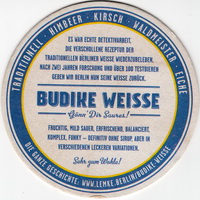 TRADITIONELL · HIMBEER · KIRSCH · WALDMEISTER · EICHE
ES WAR ECHTE DETEKTIVARBEIT,
DIE VERSCHOLLENE REZEPTUR DER
TRADITIONELLEN BERLINER WEISSE WIEDERZUBELEBEN.
NACH ZWEI JAHREN FORSCHUNG UND ÜBER 100 TESTSUDEN
GEBEN WIR BERLIN NUN SEINE WEISSE ZURÜCK.
BUDIKE WEISSE
Gönn' Dir Saures!
FRUCHTIG, MILD SAUER, ERFRISCHEND, BALANCIERT,
KOMPLEX, FUNKY – DEFINITIV OHNE SIRUP, ABER IN
VERSCHIEDENEN LECKEREN VARIATIONEN.
Sehr zum Wohle!
DIE GANZE GESCHICHTE: WWW.LEMKE.BERLIN/BUDIKE-WEISSE